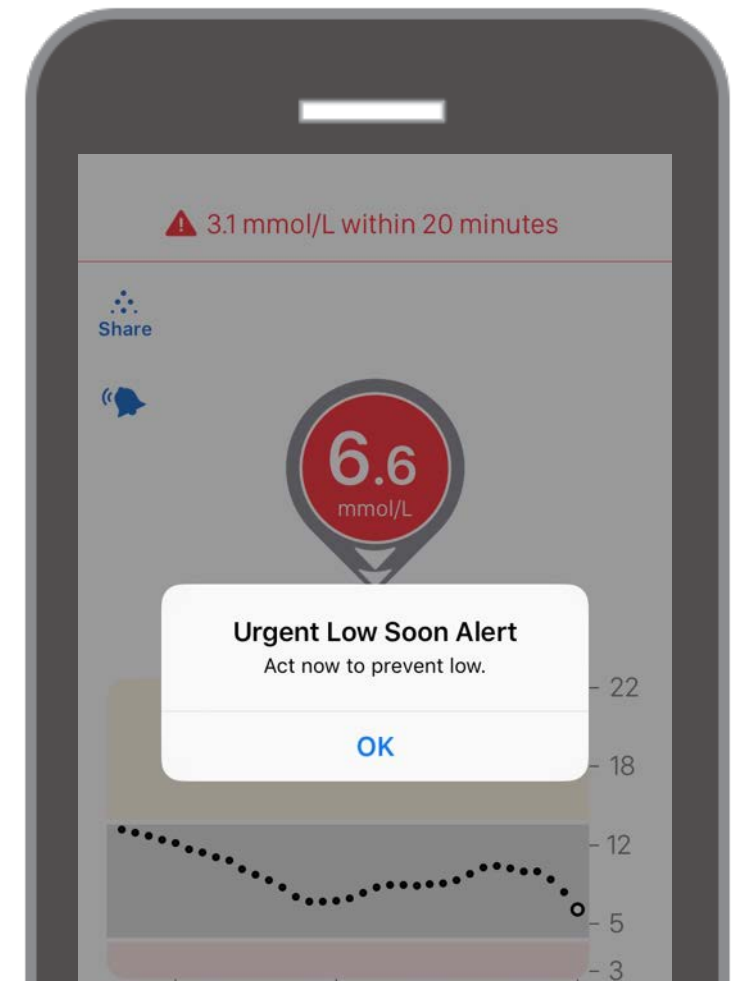 3.1 mmol/L within 20 minutes
Share
6.6
mmol/L
Urgent Low Soon Alert
Act now to prevent low.
OK
22
18
12
5
3